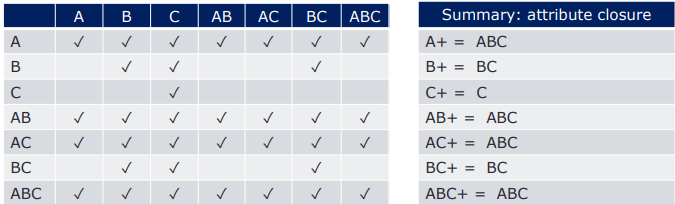 A B C AB AC BC ABC
A ✓ ✓ ✓ ✓ ✓ ✓ ✓
B ✓ ✓ ✓
C ✓
AB ✓ ✓ ✓ ✓ ✓ ✓ ✓
AC ✓ ✓ ✓ ✓ ✓ ✓ ✓
BC ✓ ✓ ✓
ABC ✓ ✓ ✓ ✓ ✓ ✓ ✓
Summary: attribute closure
A+ = ABC
B+ = BC
C+ = C
AB+ = ABC
AC+ = ABC
BC+ = BC
ABC+ = ABC